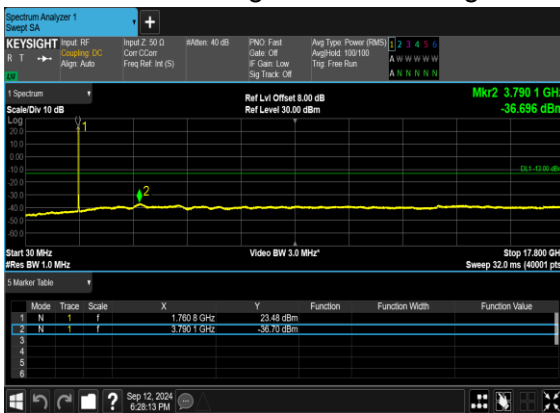 Spectrum Analyzer 1
Swept SA
KEYSIGHT
R T
LV
Input: RF
Coupling: DC
Align: Auto
Input Z: 50 Ω
Corr CCorr
Freq Ref: Int (S)
#Atten: 40 dB
PNO: Fast
Gate: Off
IF Gain: Low
Sig Track: Off
Avg Type: Power (RMS)
Avg|Hold: 100/100
Trig: Free Run
1 2 3 4 5 6
A W W W W W
A N N N N N
1 Spectrum
Scale/Div 10 dB
Ref Lvl Offset 8.00 dB
Ref Level 30.00 dBm
Mkr2 3.790 1 GHz
-36.696 dBm
Log
20.0
10.0
0.00
-10.0
-20.0
-30.0
-40.0
-50.0
-60.0
1
2
DL1 -13.00 dBm
Start 30 MHz
#Res BW 1.0 MHz
Video BW 3.0 MHz*
Stop 17.800 GHz
Sweep 32.0 ms (40001 pts)
5 Marker Table
Mode Trace Scale X Y Function Function Width Function Value
1 N 1 f 1.760 8 GHz 23.48 dBm
2 N 1 f 3.790 1 GHz -36.70 dBm
3
4
5
6
Sep 12, 2024
6:28:13 PM